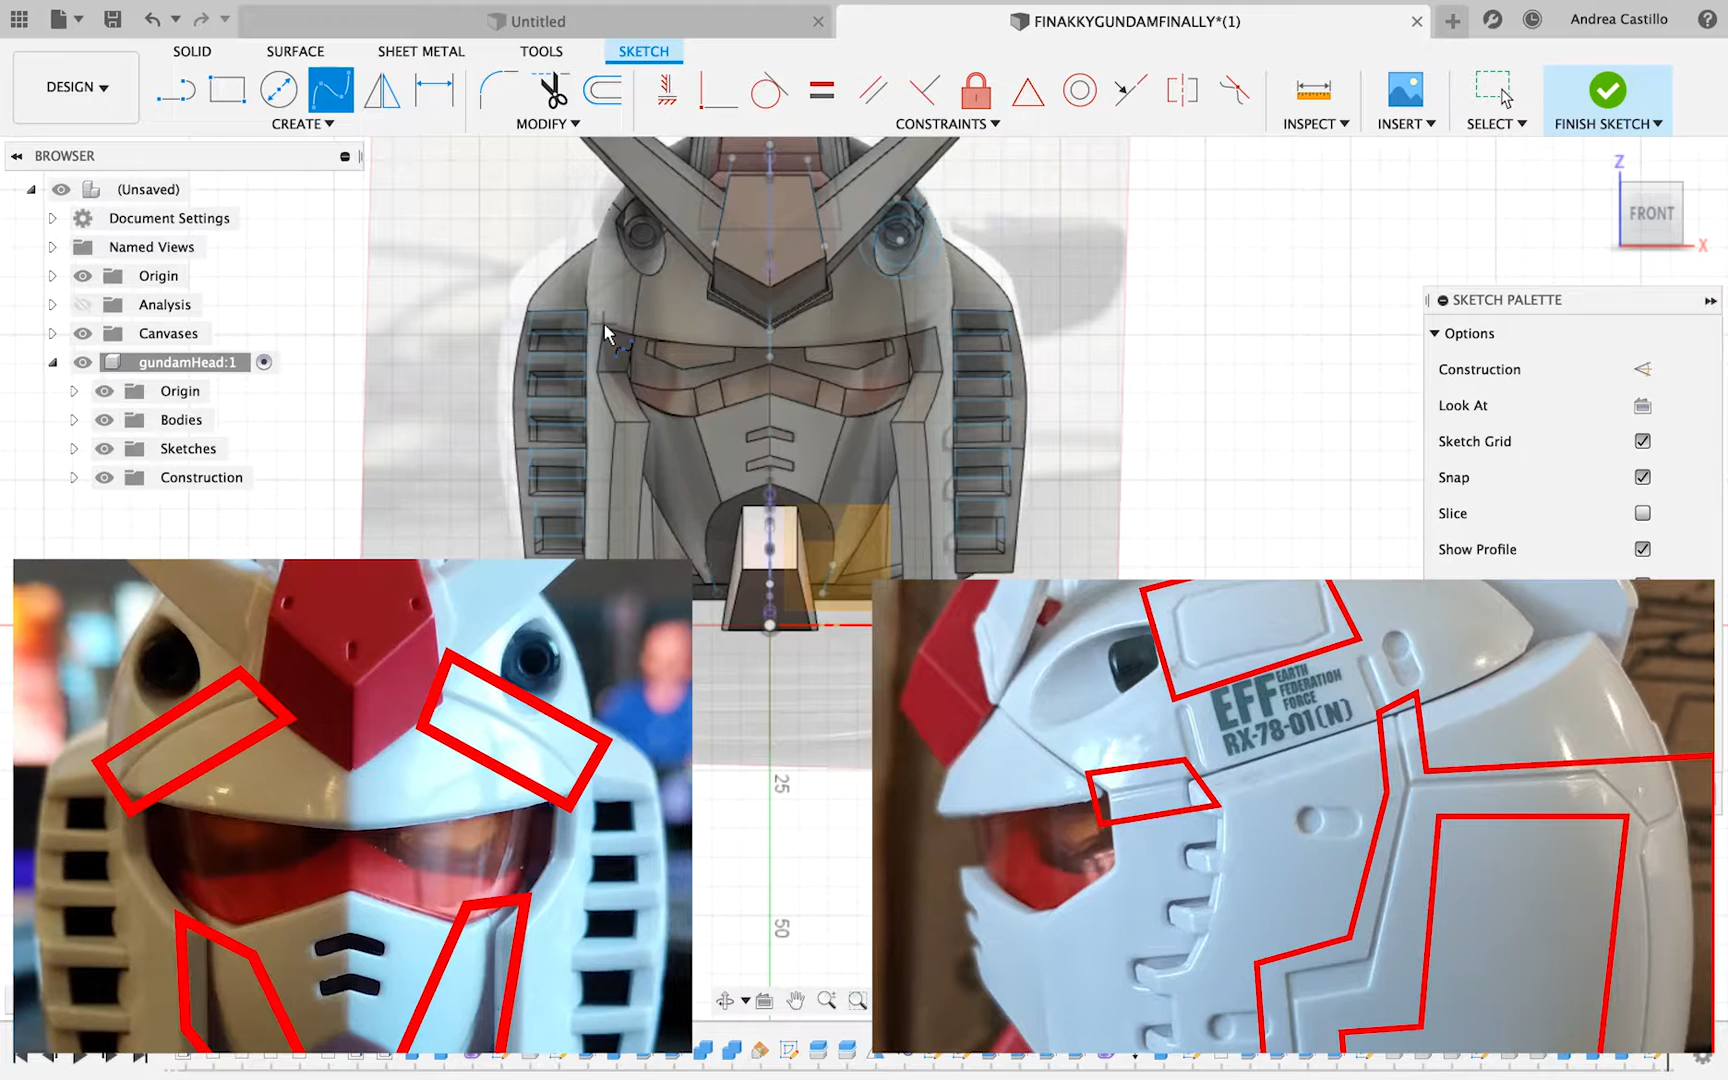 Untitled
FINAKKYGUNDAMFINALLY*(1)
Andrea Castillo
SOLID
SURFACE
SHEET METAL
TOOLS
SKETCH
DESIGN
CREATE
MODIFY
CONSTRAINTS
INSPECT
INSERT
SELECT
FINISH SKETCH
BROWSER
(Unsaved)
Document Settings
Named Views
Origin
Analysis
Canvases
gundamHead:1
Origin
Bodies
Sketches
Construction
Z
FRONT
X
SKETCH PALETTE
Options
Construction
Look At
Sketch Grid
Snap
Slice
Show Profile
25
50
EFF EARTH
FEDERATION
FORCE
RX-78-01(N)